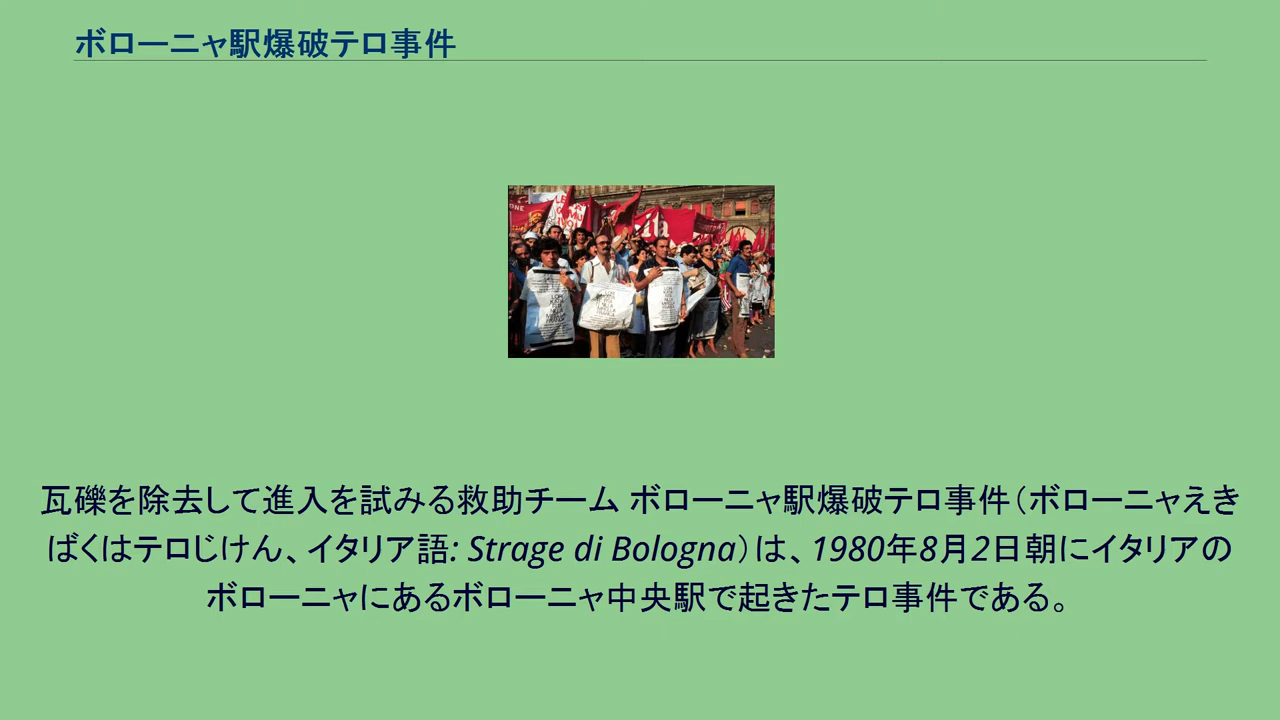 ボローニャ駅爆破テロ事件
瓦礫を除去して進入を試みる救助チーム ボローニャ駅爆破テロ事件（ボローニャえき
ばくはテロじけん、イタリア語: Strage di Bologna）は、1980年8月2日朝にイタリアの
ボローニャにあるボローニャ中央駅で起きたテロ事件である。